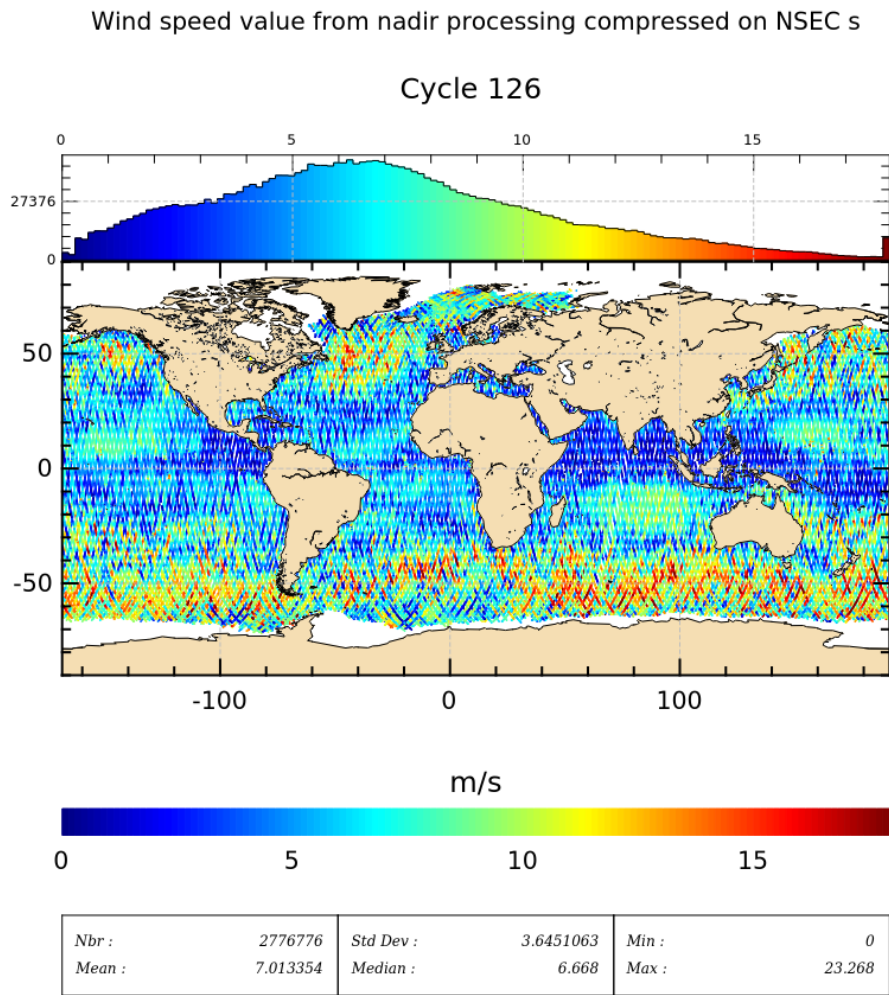 Wind speed value from nadir processing compressed on NSEC s
Cycle 126
0 5 10 15
27376
0
50
0
-50
-100 0 100
m/s
0 5 10 15
Nbr : 2776776 Std Dev : 3.6451063 Min : 0
Mean : 7.013354 Median : 6.668 Max : 23.268